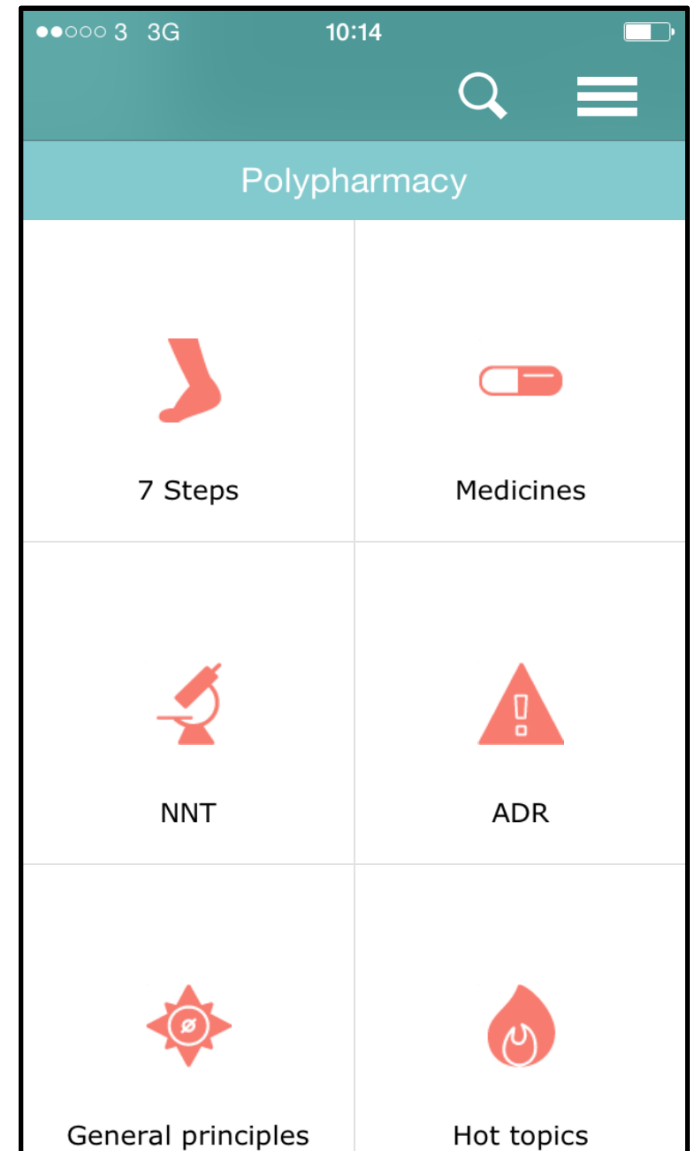 3 3G 10:14
Polypharmacy
7 Steps Medicines
NNT ADR
General principles Hot topics